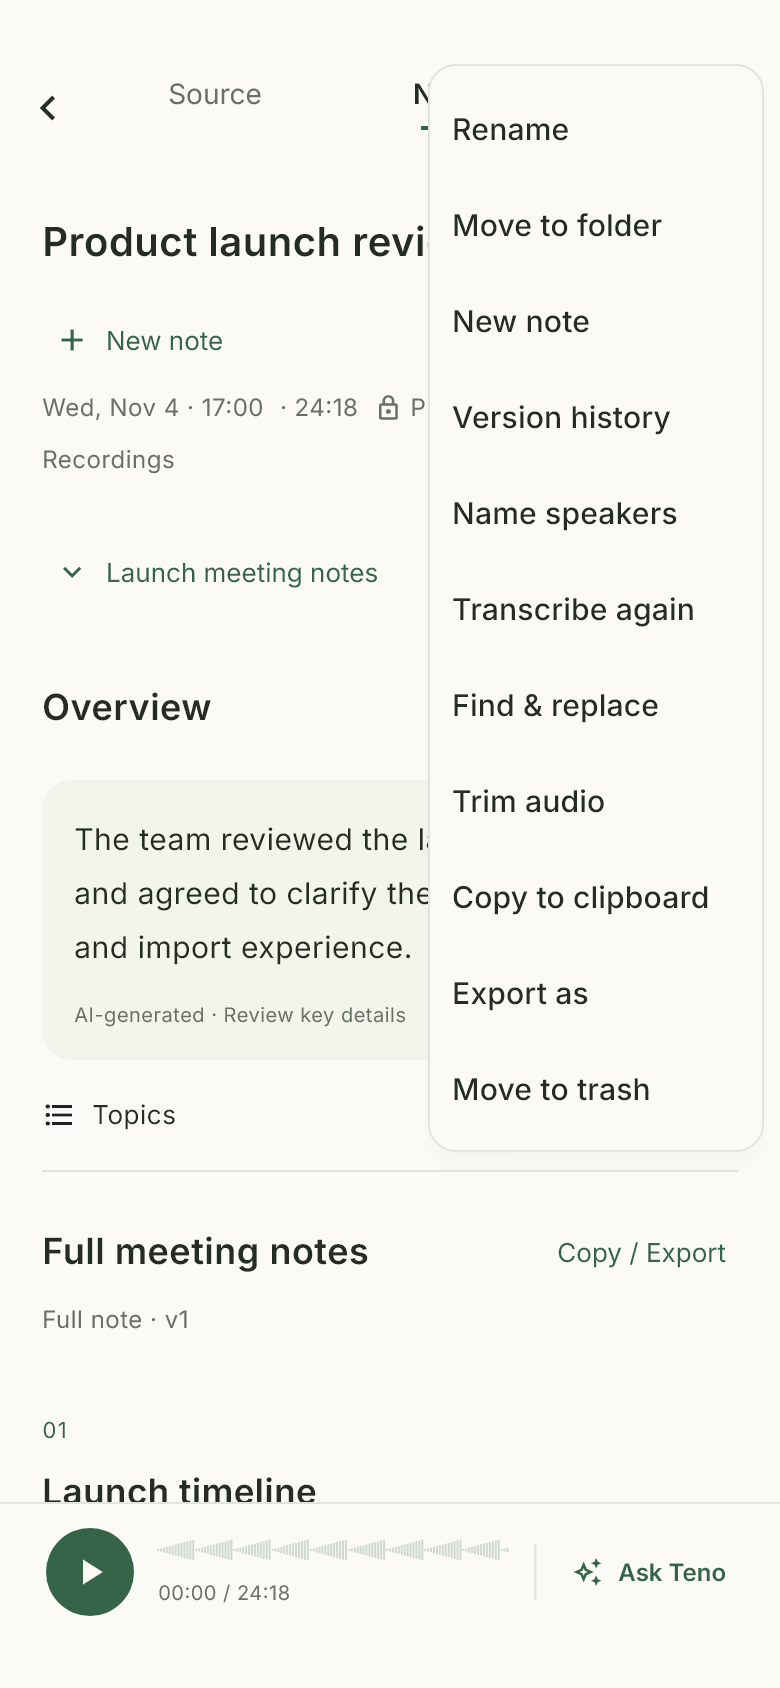 Source
Rename
Move to folder
New note
Version history
Name speakers
Transcribe again
Find & replace
Trim audio
Copy to clipboard
Export as
Move to trash
Product launch
New note
Wed, Nov 4 · 17:00 · 24:18
Recordings
Launch meeting notes
Overview
The team reviewed the
and agreed to clarify the
and import experience.
AI-generated · Review key details
Topics
Full meeting notes
Copy / Export
Full note · v1
01
Launch timeline
00:00 / 24:18
Ask Teno